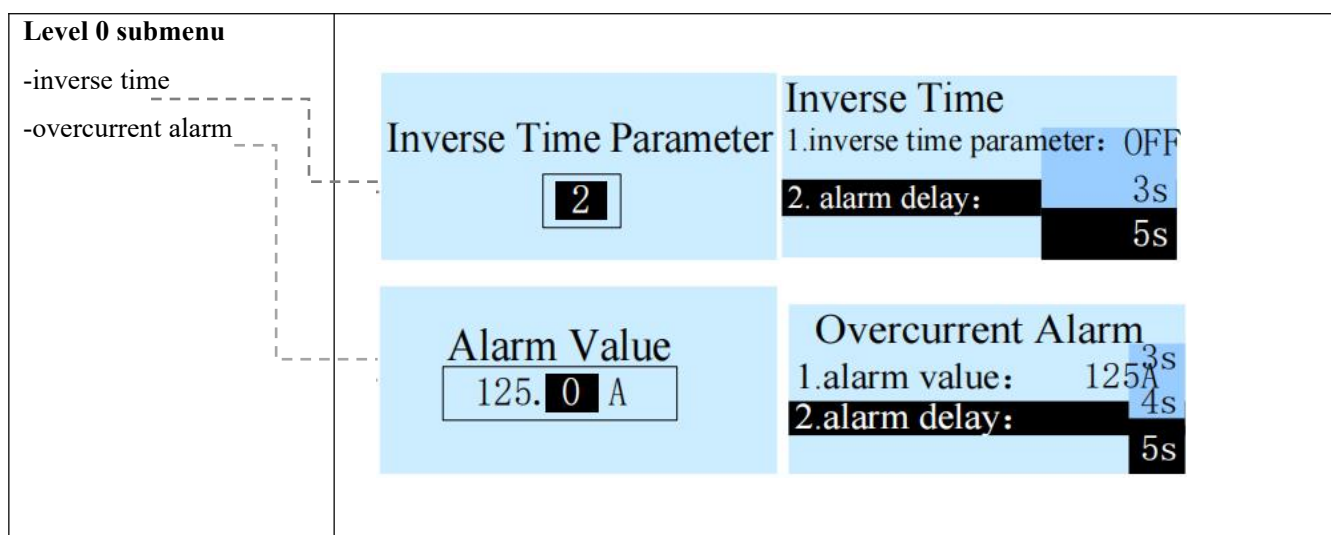 Level 0 submenu
-inverse time
-overcurrent alarm
Inverse Time Parameter
2
Inverse Time
1.inverse time parameter: OFF
3s
2. alarm delay:
5s
Alarm Value
125.0 A
Overcurrent Alarm
3s
1.alarm value: 125A
4s
2.alarm delay:
5s